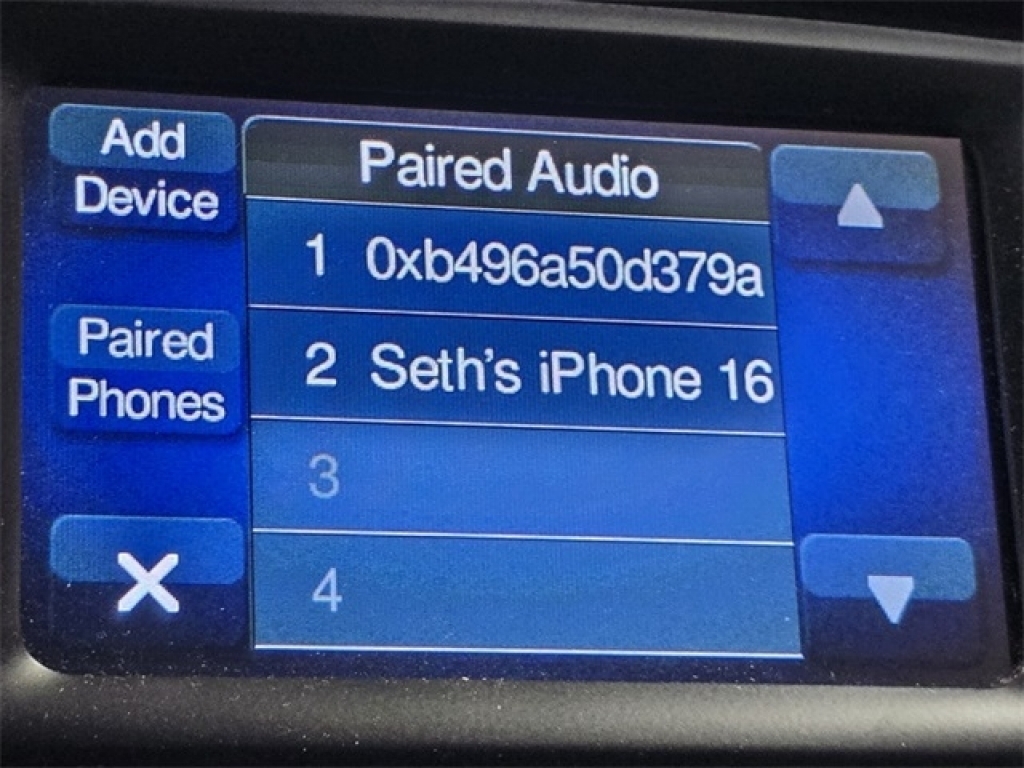 Add
Device
Paired Audio
1 0xb496a50d379a
Paired
Phones
2 Seth's iPhone 16
3
4